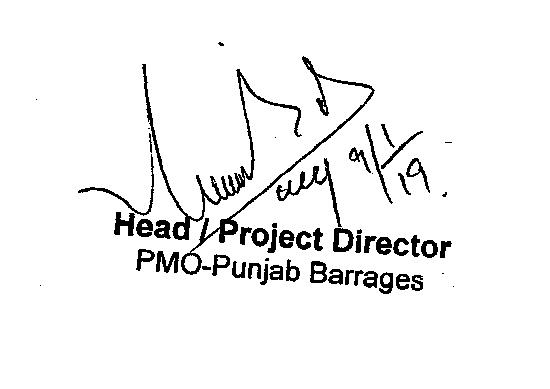 9/1/19.
Head / Project Director
PMO-Punjab Barrages